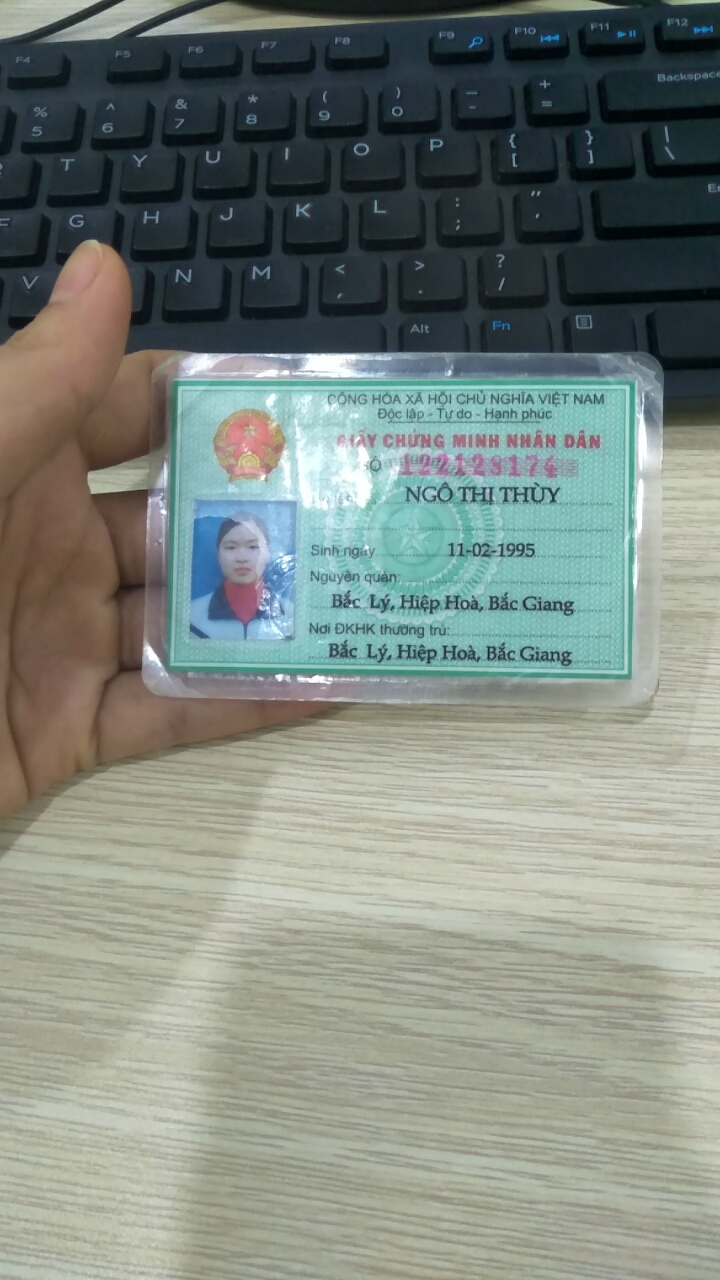 F4 F5 F6 F7 F8 F9 F10 F11 F12
% ^ & * ( ) _ + Backspace
5 6 7 8 9 0 - =
T Y U I O P { } |
[ ] \
F G H J K L : " En
; '
V N M < > ?
, . /
Alt Fn
CỘNG HÒA XÃ HỘI CHỦ NGHĨA VIỆT NAM
Độc lập - Tự do - Hạnh phúc
GIẤY CHỨNG MINH NHÂN DÂN
SỐ 122123174
NGÔ THỊ THÙY
Sinh ngày 11-02-1995
Nguyên quán:
Bắc Lý, Hiệp Hoà, Bắc Giang
Nơi ĐKHK thường trú:
Bắc Lý, Hiệp Hoà, Bắc Giang